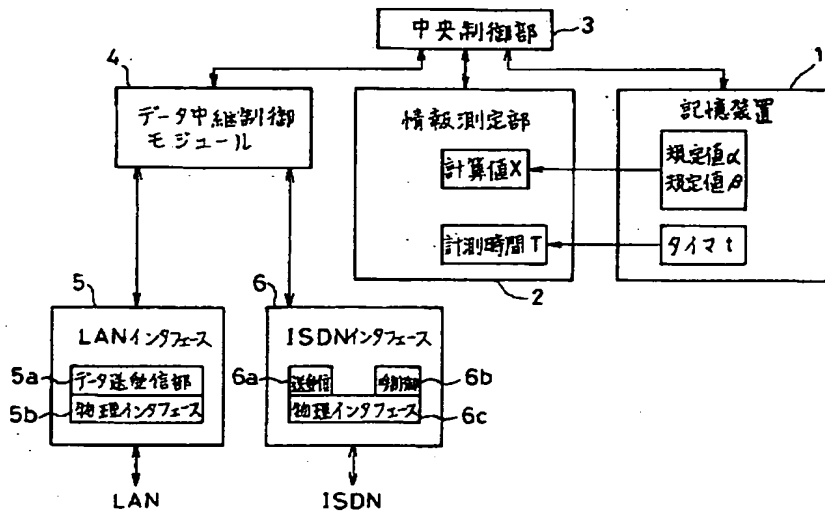 中央制御部
3
4
データ中継制御
モジュール
情報測定部
計算値X
計測時間T
2
1
記憶装置
規定値α
規定値β
タイマt
5
LANインタフェース
5a
データ送受信部
5b
物理インタフェース
LAN
6
ISDNインタフェース
6a
送受信
呼制御
6b
物理インタフェース
6c
ISDN